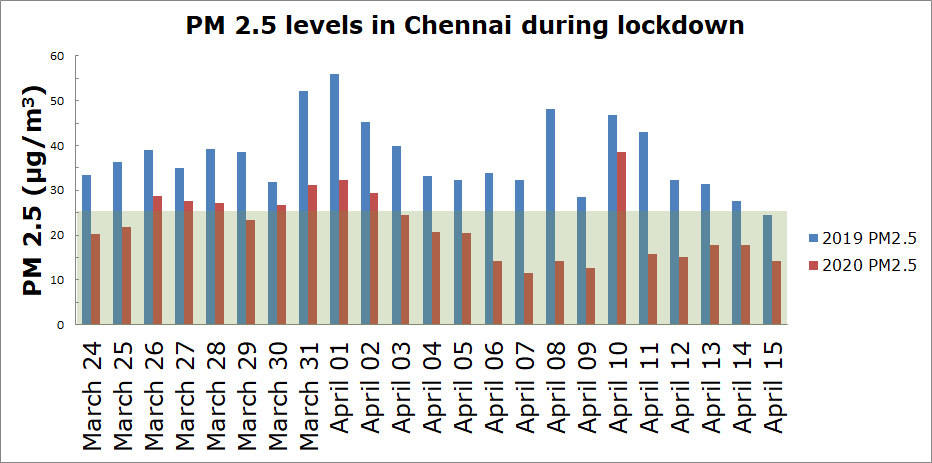 PM 2.5 levels in Chennai during lockdown
PM 2.5 (µg/m³)
60
50
40
30
20
10
0
March 24
March 25
March 26
March 27
March 28
March 29
March 30
March 31
April 01
April 02
April 03
April 04
April 05
April 06
April 07
April 08
April 09
April 10
April 11
April 12
April 13
April 14
April 15
2019 PM2.5
2020 PM2.5